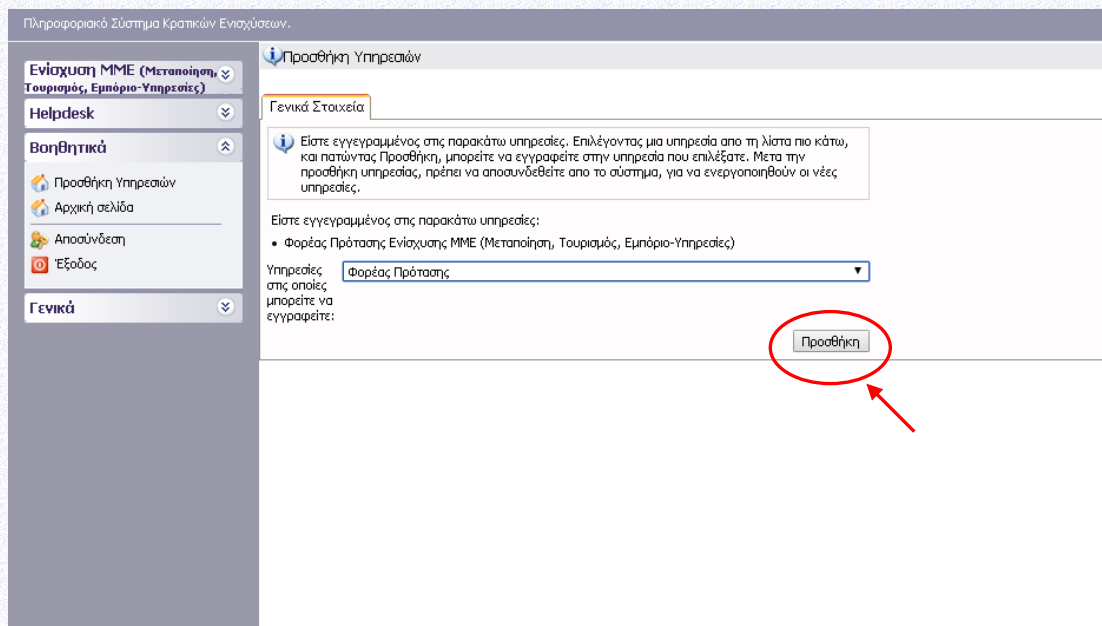 Πληροφοριακό Σύστημα Κρατικών Ενισχύσεων.
Ενίσχυση ΜΜΕ (Μεταποίηση,
Τουρισμός, Εμπόριο-Υπηρεσίες)
Helpdesk
Βοηθητικά
Προσθήκη Υπηρεσιών
Αρχική σελίδα
Αποσύνδεση
Έξοδος
Γενικά
Προσθήκη Υπηρεσιών
Γενικά Στοιχεία
Είστε εγγεγραμμένος στις παρακάτω υπηρεσίες. Επιλέγοντας μια υπηρεσία απο τη λίστα πιο κάτω,
και πατώντας Προσθήκη, μπορείτε να εγγραφείτε στην υπηρεσία που επιλέξατε. Μετα την
προσθήκη υπηρεσίας, πρέπει να αποσυνδεθείτε απο το σύστημα, για να ενεργοποιηθούν οι νέες
υπηρεσίες.
Είστε εγγεγραμμένος στις παρακάτω υπηρεσίες:
• Φορέας Πρότασης Ενίσχυσης ΜΜΕ (Μεταποίηση, Τουρισμός, Εμπόριο-Υπηρεσίες)
Υπηρεσίες
στις οποίες
μπορείτε να
εγγραφείτε:
Φορέας Πρότασης
Προσθήκη